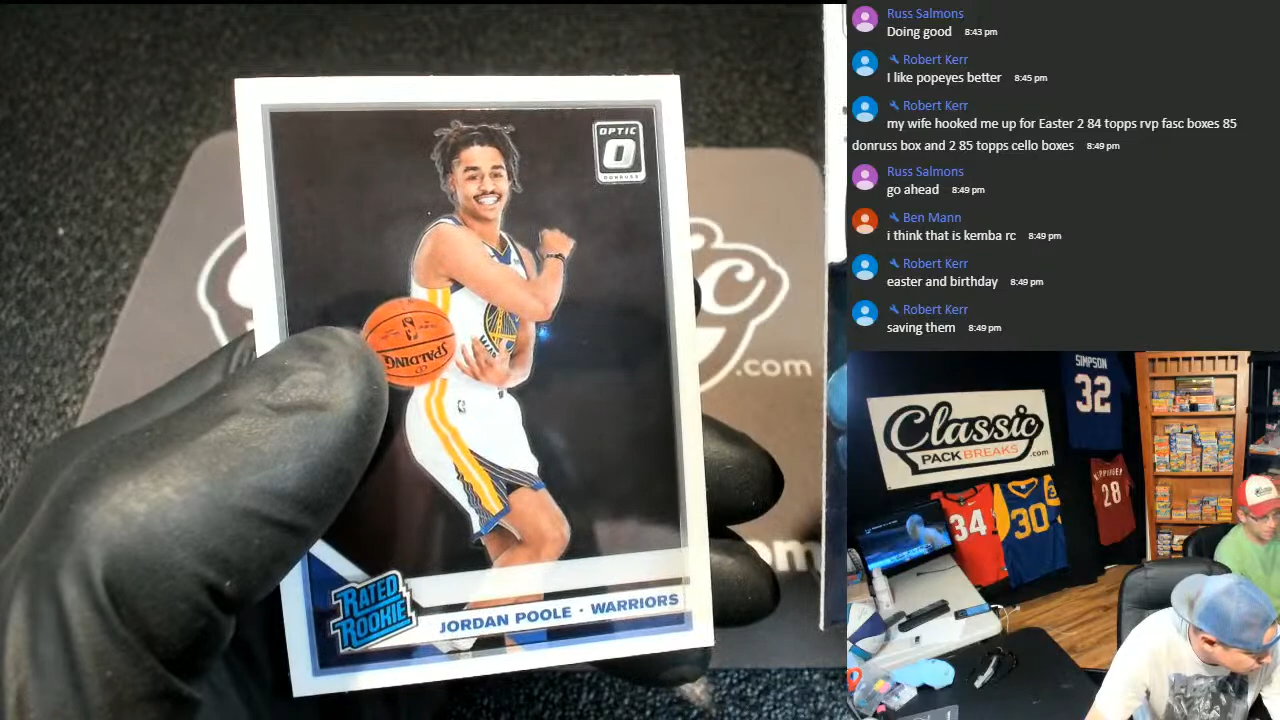 OPTIC
DONRUSS
SPALDING
WARRIORS
RATED
ROOKIE
JORDAN POOLE · WARRIORS
.com
Russ Salmons
Doing good 8:43 pm
Robert Kerr
I like popeyes better 8:45 pm
Robert Kerr
my wife hooked me up for Easter 2 84 topps rvp fasc boxes 85
donruss box and 2 85 topps cello boxes 8:49 pm
Russ Salmons
go ahead 8:49 pm
Ben Mann
i think that is kemba rc 8:49 pm
Robert Kerr
easter and birthday 8:49 pm
Robert Kerr
saving them 8:49 pm
SIMPSON
32
Classic
PACK BREAKS
.com
34
30
28